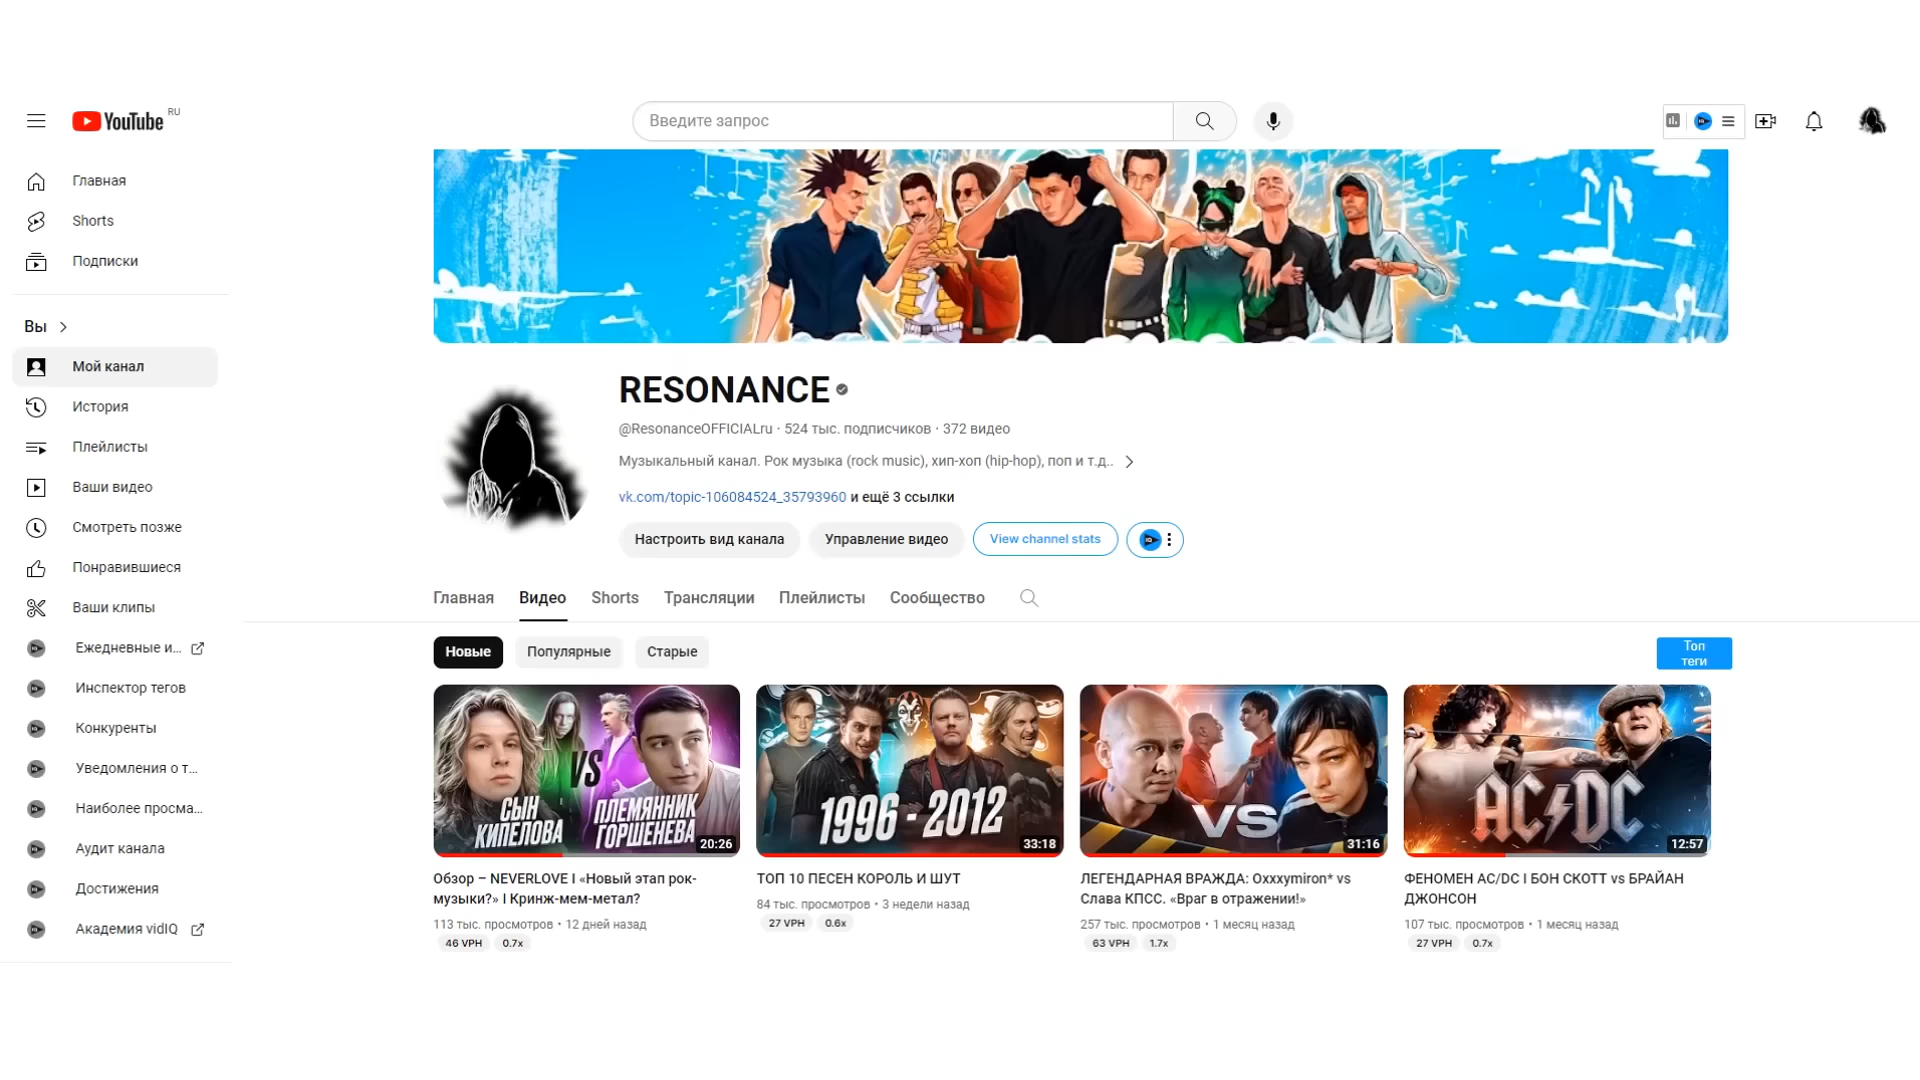 YouTube RU
Введите запрос
Главная
Shorts
Подписки
Вы
Мой канал
История
Плейлисты
Ваши видео
Смотреть позже
Понравившиеся
Ваши клипы
Ежедневные и...
Инспектор тегов
Конкуренты
Уведомления о т...
Наиболее просма...
Аудит канала
Достижения
Академия vidIQ
RESONANCE
@ResonanceOFFICIALru · 524 тыс. подписчиков · 372 видео
Музыкальный канал. Рок музыка (rock music), хип-хоп (hip-hop), поп и т.д..
vk.com/topic-106084524_35793960 и ещё 3 ссылки
Настроить вид канала Управление видео View channel stats
Главная Видео Shorts Трансляции Плейлисты Сообщество
Новые Популярные Старые
Топ
теги
VS
СЫН
КИПЕЛОВА
ПЛЕМЯННИК
ГОРШЕНЕВА
20:26
Обзор – NEVERLOVE I «Новый этап рок-
музыки?» I Кринж-мем-метал?
113 тыс. просмотров • 12 дней назад
46 VPH 0.7x
1996 - 2012
33:18
ТОП 10 ПЕСЕН КОРОЛЬ И ШУТ
84 тыс. просмотров • 3 недели назад
27 VPH 0.6x
VS
31:16
ЛЕГЕНДАРНАЯ ВРАЖДА: Oxxxymiron* vs
Слава КПСС. «Враг в отражении!»
257 тыс. просмотров • 1 месяц назад
63 VPH 1.7x
AC⚡DC
12:57
ФЕНОМЕН AC/DC I БОН СКОТТ vs БРАЙАН
ДЖОНСОН
107 тыс. просмотров • 1 месяц назад
27 VPH 0.7x